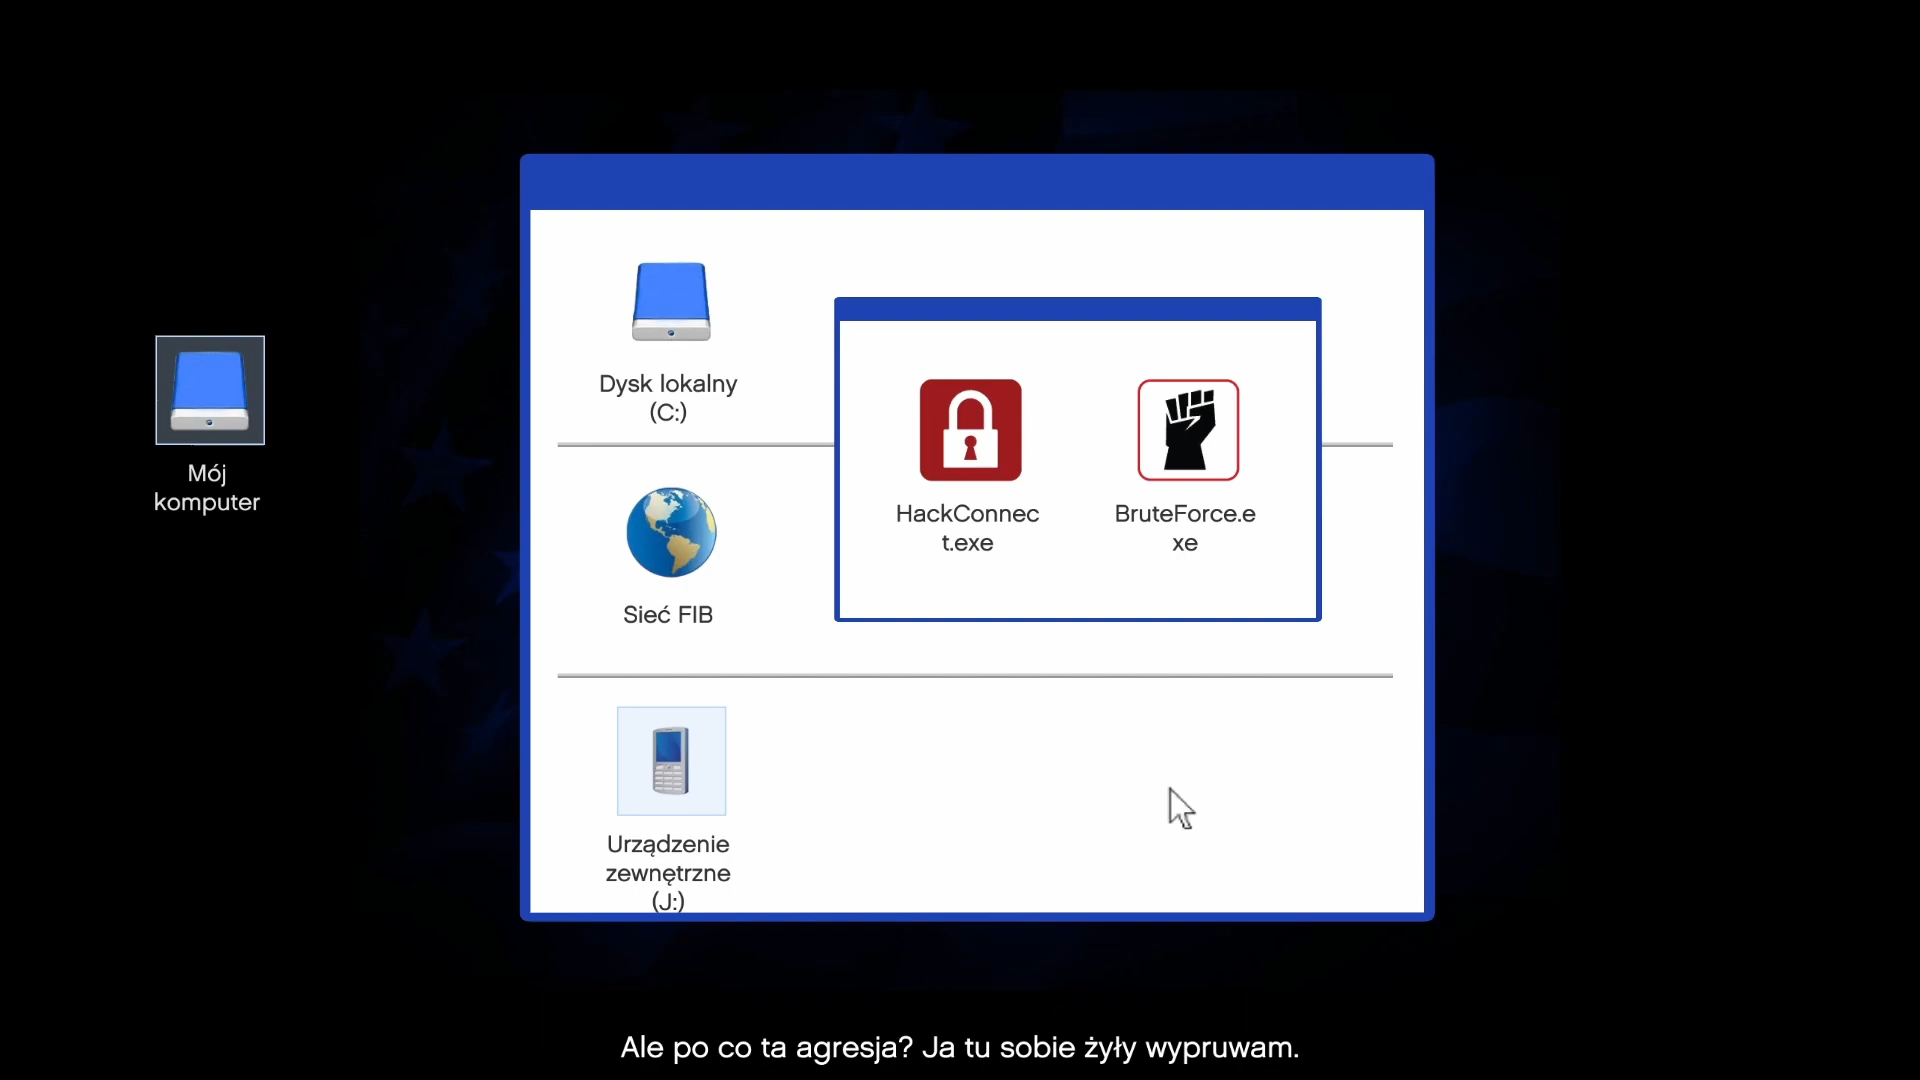 Mój
komputer
Dysk lokalny
(C:)
HackConnec
t.exe
BruteForce.e
xe
Sieć FIB
Urządzenie
zewnętrzne
(J:)
Ale po co ta agresja? Ja tu sobie żyły wypruwam.